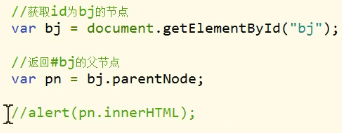 //获取id为bj的节点
var bj = document.getElementById("bj");
//返回#bj的父节点
var pn = bj.parentNode;
//alert(pn.innerHTML);